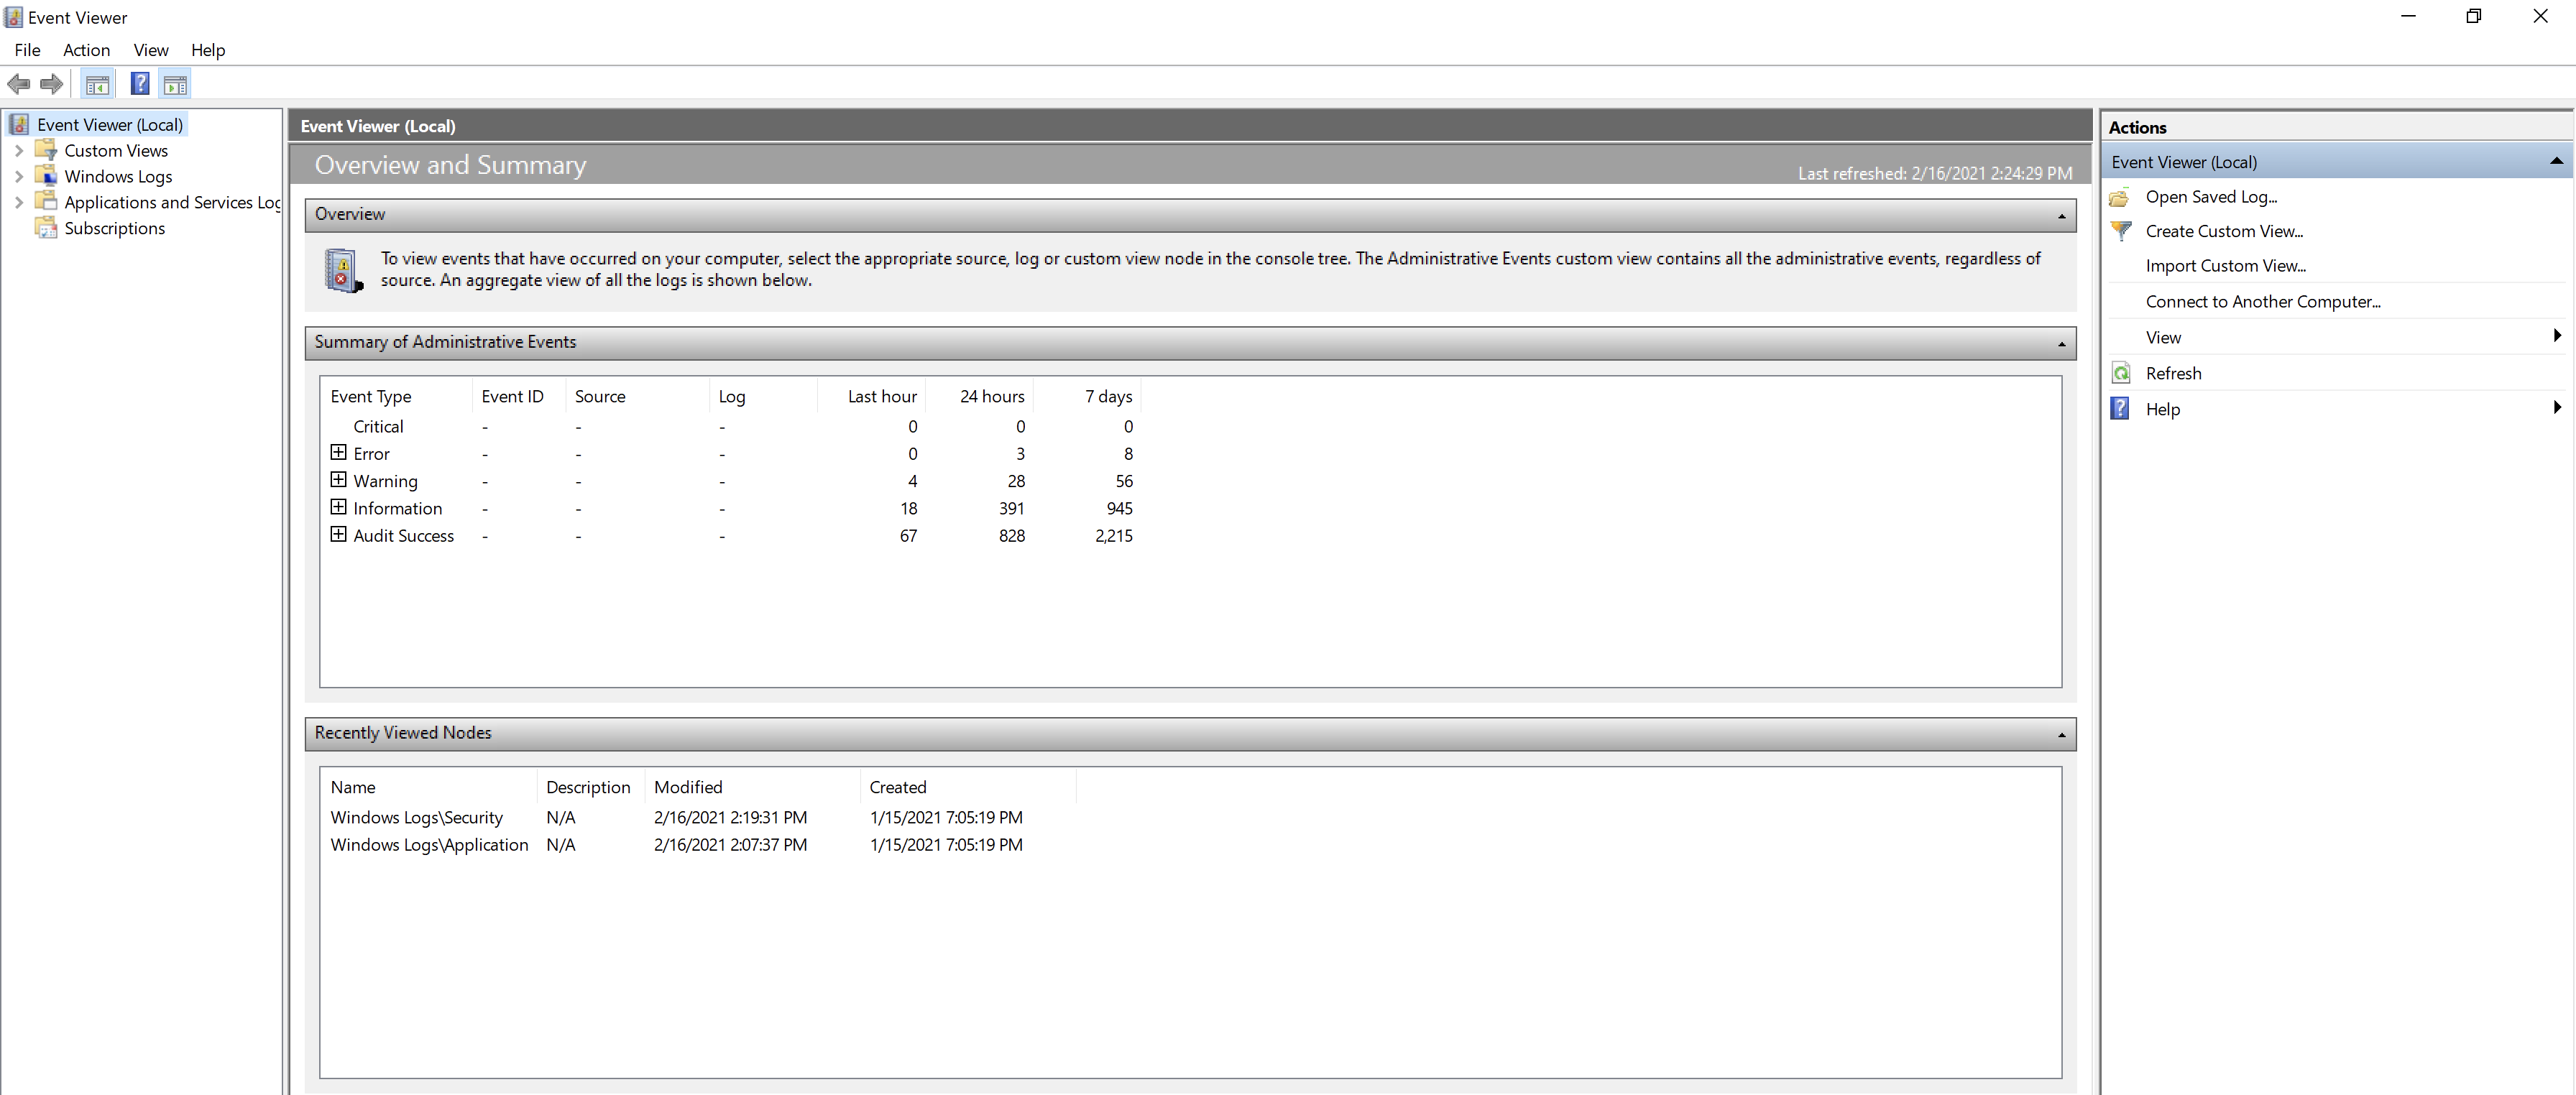 Event Viewer
File Action View Help
Event Viewer (Local)
Custom Views
Windows Logs
Applications and Services Log
Subscriptions
Event Viewer (Local)
Overview and Summary
Last refreshed: 2/16/2021 2:24:29 PM
Overview
To view events that have occurred on your computer, select the appropriate source, log or custom view node in the console tree. The Administrative Events custom view contains all the administrative events, regardless of
source. An aggregate view of all the logs is shown below.
Summary of Administrative Events
Event Type Event ID Source Log Last hour 24 hours 7 days
Critical - - - 0 0 0
Error - - - 0 3 8
Warning - - - 4 28 56
Information - - - 18 391 945
Audit Success - - - 67 828 2,215
Recently Viewed Nodes
Name Description Modified Created
Windows Logs\Security N/A 2/16/2021 2:19:31 PM 1/15/2021 7:05:19 PM
Windows Logs\Application N/A 2/16/2021 2:07:37 PM 1/15/2021 7:05:19 PM
Actions
Event Viewer (Local)
Open Saved Log...
Create Custom View...
Import Custom View...
Connect to Another Computer...
View
Refresh
Help